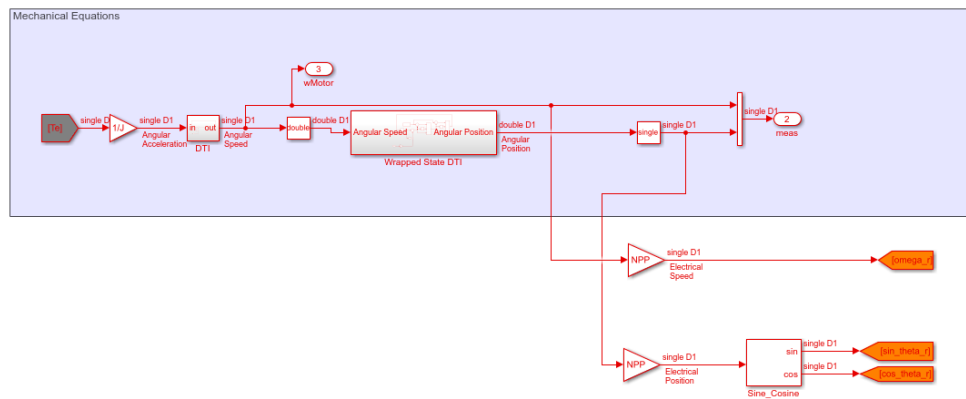 Mechanical Equations
3
wMotor
[Te]
single D1
1/J
single D1
Angular
Acceleration
in out
DTI
single D1
Angular
Speed
double
double D1
Angular Speed
Angular Position
Wrapped State DTI
double D1
Angular
Position
single
single D1
single D1
2
meas
NPP
single D1
Electrical
Speed
[omega_r]
NPP
single D1
Electrical
Position
sin
cos
Sine_Cosine
single D1
single D1
[sin_theta_r]
[cos_theta_r]